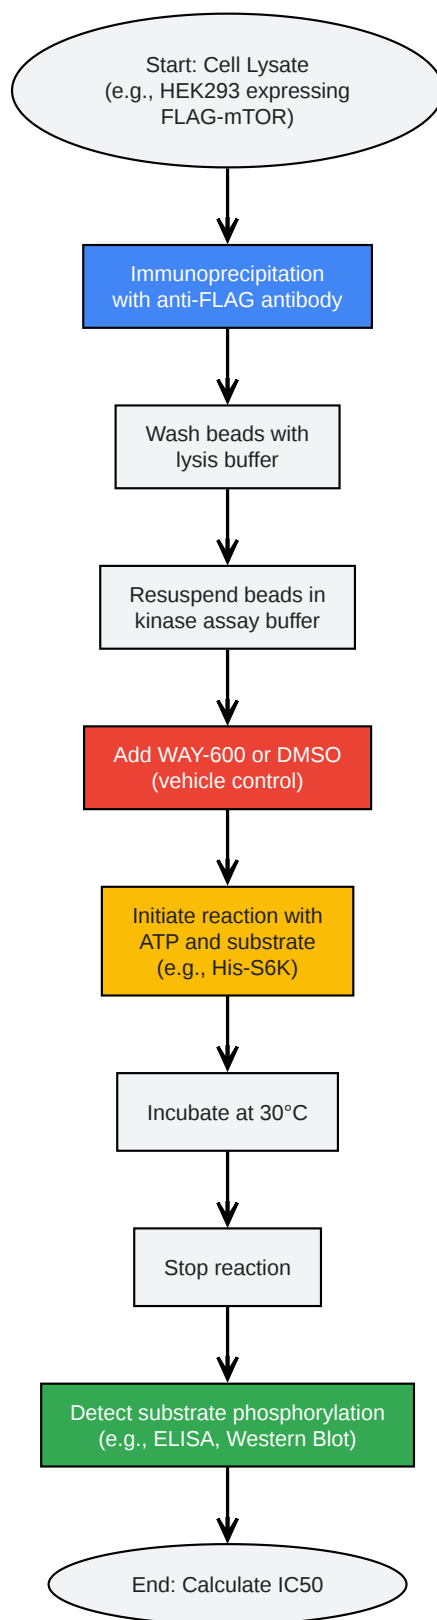 Start: Cell Lysate
(e.g., HEK293 expressing
FLAG-mTOR)
Immunoprecipitation
with anti-FLAG antibody
Wash beads with
lysis buffer
Resuspend beads in
kinase assay buffer
Add WAY-600 or DMSO
(vehicle control)
Initiate reaction with
ATP and substrate
(e.g., His-S6K)
Incubate at 30°C
Stop reaction
Detect substrate phosphorylation
(e.g., ELISA, Western Blot)
End: Calculate IC50